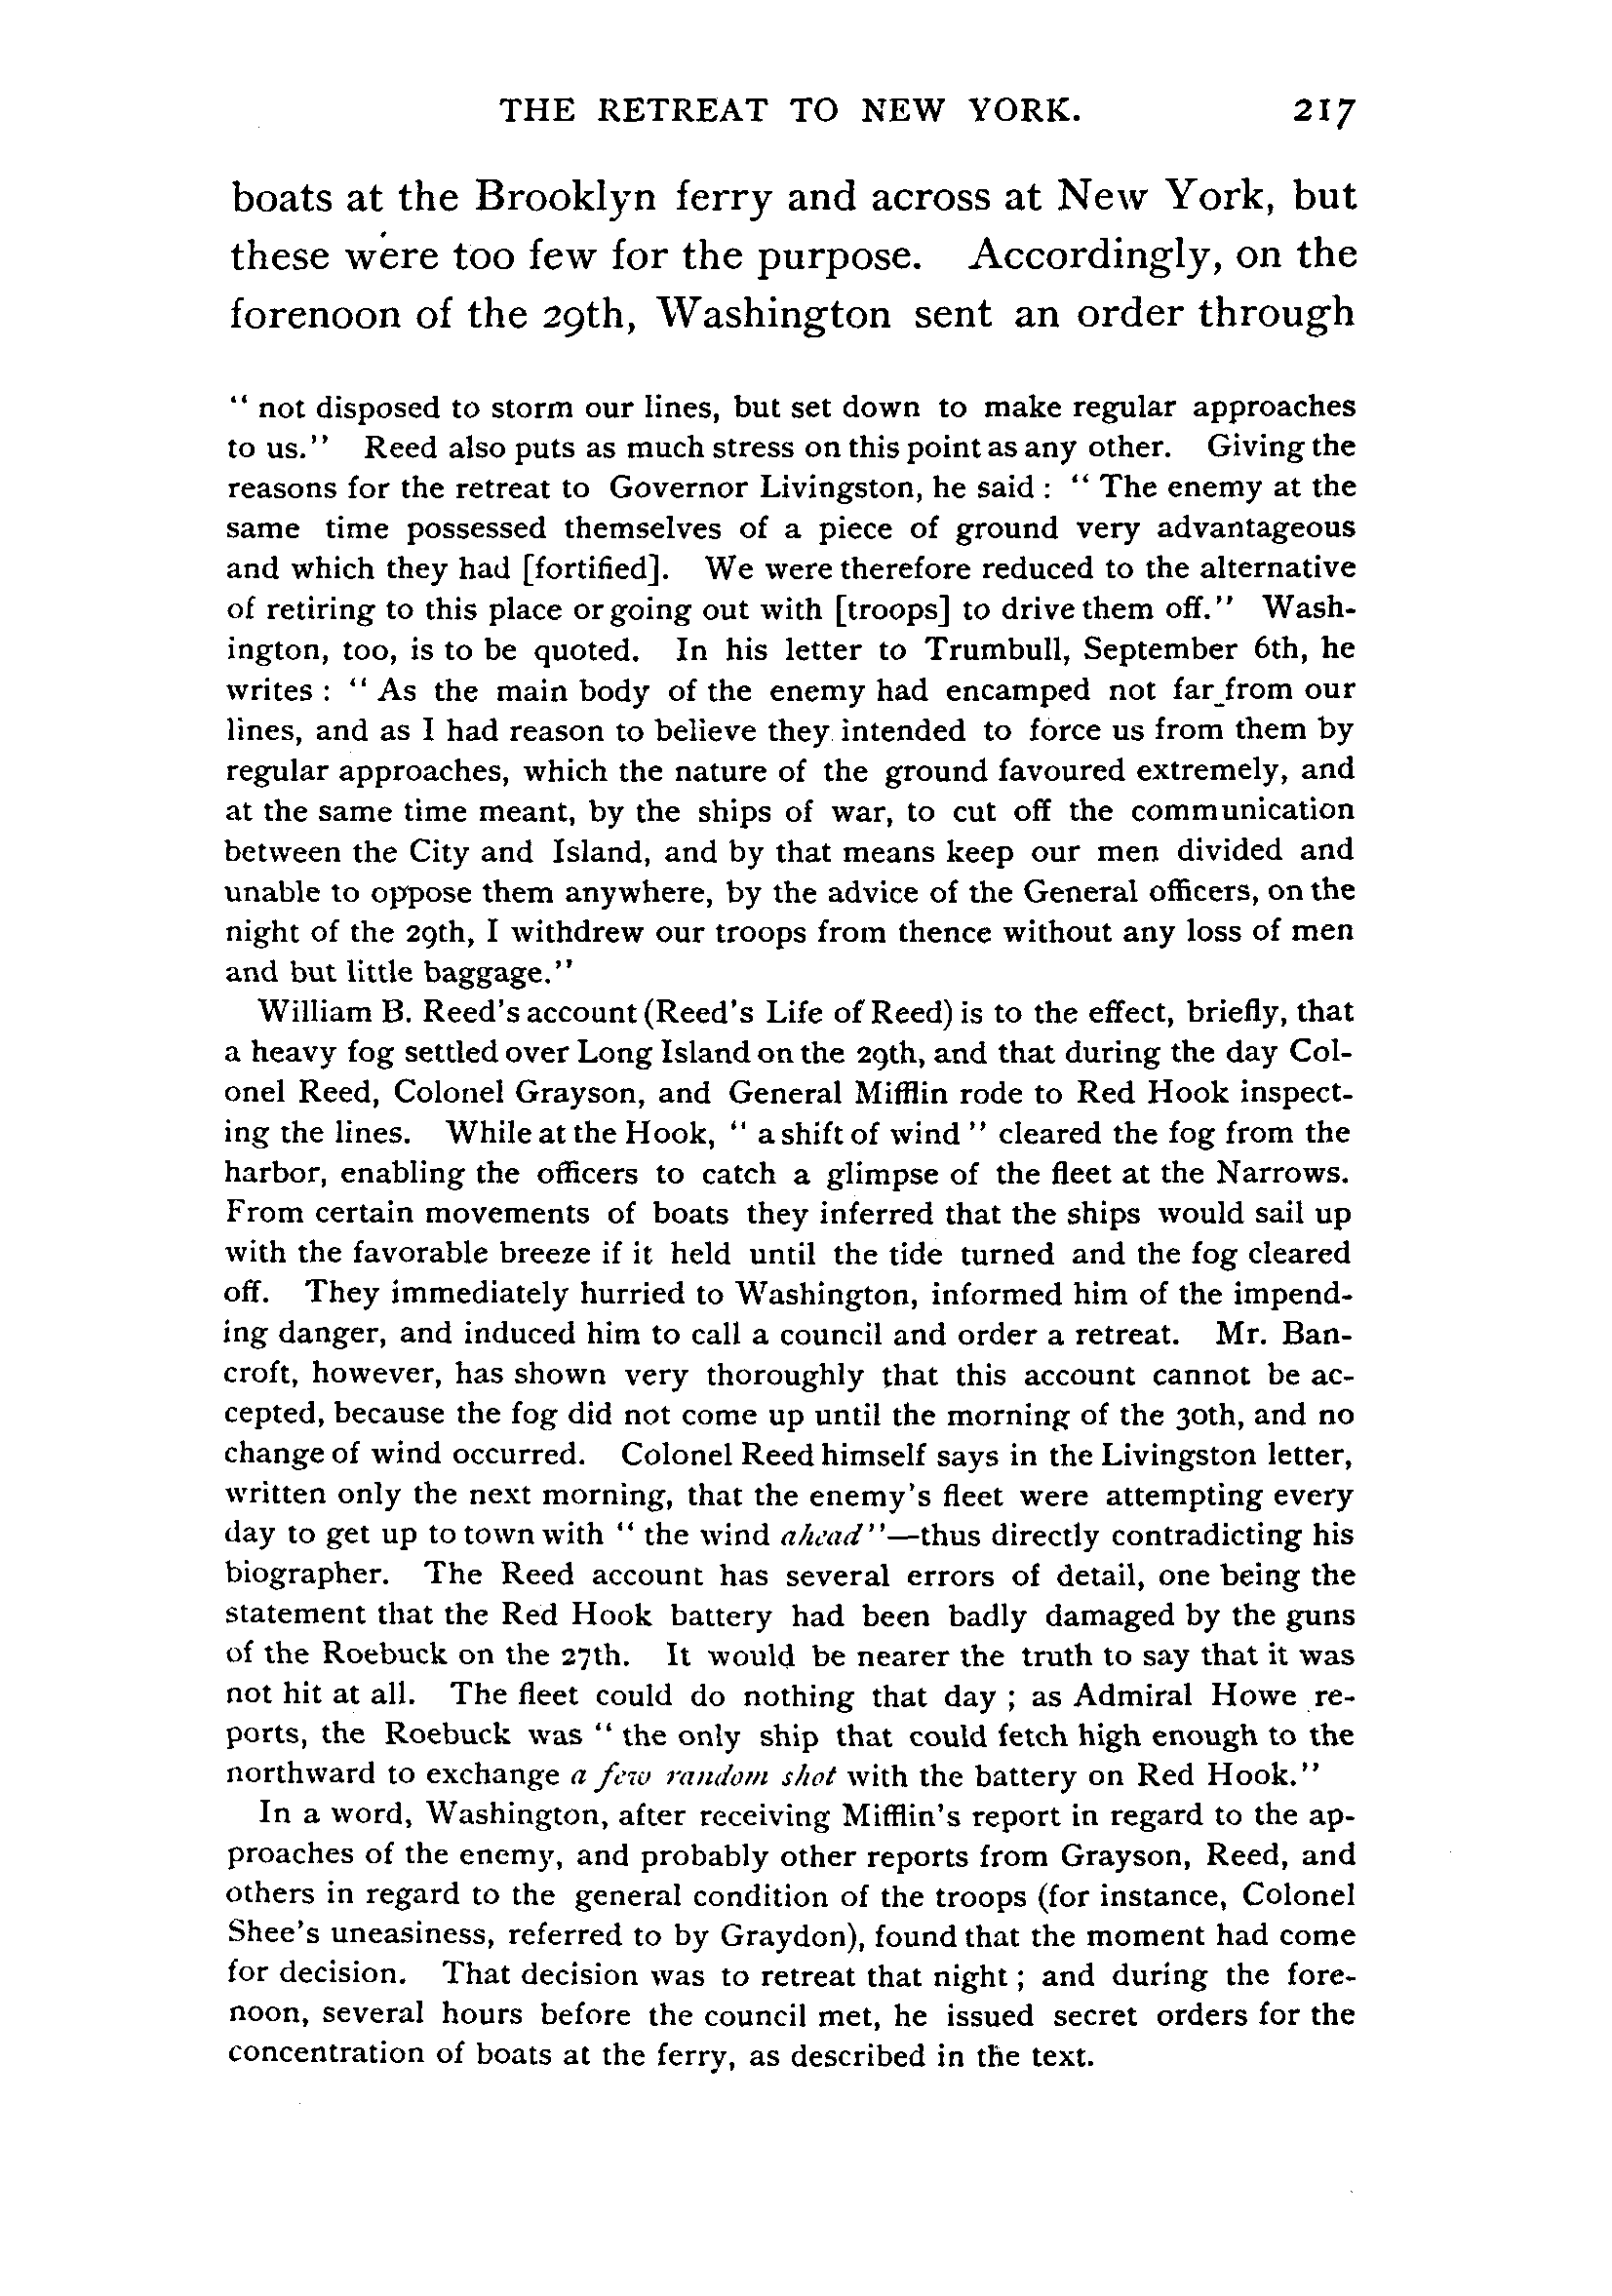 THE RETREAT TO NEW YORK. 217
boats at the Brooklyn ferry and across at New York, but
these were too few for the purpose. Accordingly, on the
forenoon of the 29th, Washington sent an order through
“ not disposed to storm our lines, but set down to make regular approaches
to us.” Reed also puts as much stress on this point as any other. Giving the
reasons for the retreat to Governor Livingston, he said : “ The enemy at the
same time possessed themselves of a piece of ground very advantageous
and which they had [fortified]. We were therefore reduced to the alternative
of retiring to this place or going out with [troops] to drive them off.” Wash-
ington, too, is to be quoted. In his letter to Trumbull, September 6th, he
writes : “ As the main body of the enemy had encamped not far from our
lines, and as I had reason to believe they intended to force us from them by
regular approaches, which the nature of the ground favoured extremely, and
at the same time meant, by the ships of war, to cut off the communication
between the City and Island, and by that means keep our men divided and
unable to oppose them anywhere, by the advice of the General officers, on the
night of the 29th, I withdrew our troops from thence without any loss of men
and but little baggage.”
William B. Reed's account (Reed's Life of Reed) is to the effect, briefly, that
a heavy fog settled over Long Island on the 29th, and that during the day Col-
onel Reed, Colonel Grayson, and General Mifflin rode to Red Hook inspect-
ing the lines. While at the Hook, “ a shift of wind ” cleared the fog from the
harbor, enabling the officers to catch a glimpse of the fleet at the Narrows.
From certain movements of boats they inferred that the ships would sail up
with the favorable breeze if it held until the tide turned and the fog cleared
off. They immediately hurried to Washington, informed him of the impend-
ing danger, and induced him to call a council and order a retreat. Mr. Ban-
croft, however, has shown very thoroughly that this account cannot be ac-
cepted, because the fog did not come up until the morning of the 30th, and no
change of wind occurred. Colonel Reed himself says in the Livingston letter,
written only the next morning, that the enemy's fleet were attempting every
day to get up to town with “ the wind ahead”—thus directly contradicting his
biographer. The Reed account has several errors of detail, one being the
statement that the Red Hook battery had been badly damaged by the guns
of the Roebuck on the 27th. It would be nearer the truth to say that it was
not hit at all. The fleet could do nothing that day ; as Admiral Howe re-
ports, the Roebuck was “ the only ship that could fetch high enough to the
northward to exchange a few random shot with the battery on Red Hook.”
In a word, Washington, after receiving Mifflin's report in regard to the ap-
proaches of the enemy, and probably other reports from Grayson, Reed, and
others in regard to the general condition of the troops (for instance, Colonel
Shee's uneasiness, referred to by Graydon), found that the moment had come
for decision. That decision was to retreat that night ; and during the fore-
noon, several hours before the council met, he issued secret orders for the
concentration of boats at the ferry, as described in the text.